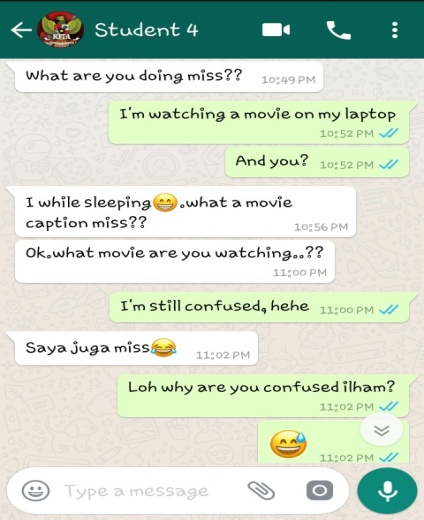 Student 4
What are you doing miss?? 10:49 PM
I'm watching a movie on my laptop
10:52 PM
And you? 10:52 PM
I while sleeping😁.what a movie
caption miss??
10:56 PM
Ok.what movie are you watching..??
11:00 PM
I'm still confused, hehe 11:00 PM
Saya juga miss😂 11:02 PM
Loh why are you confused ilham?
11:02 PM
😅 11:02 PM
Type a message